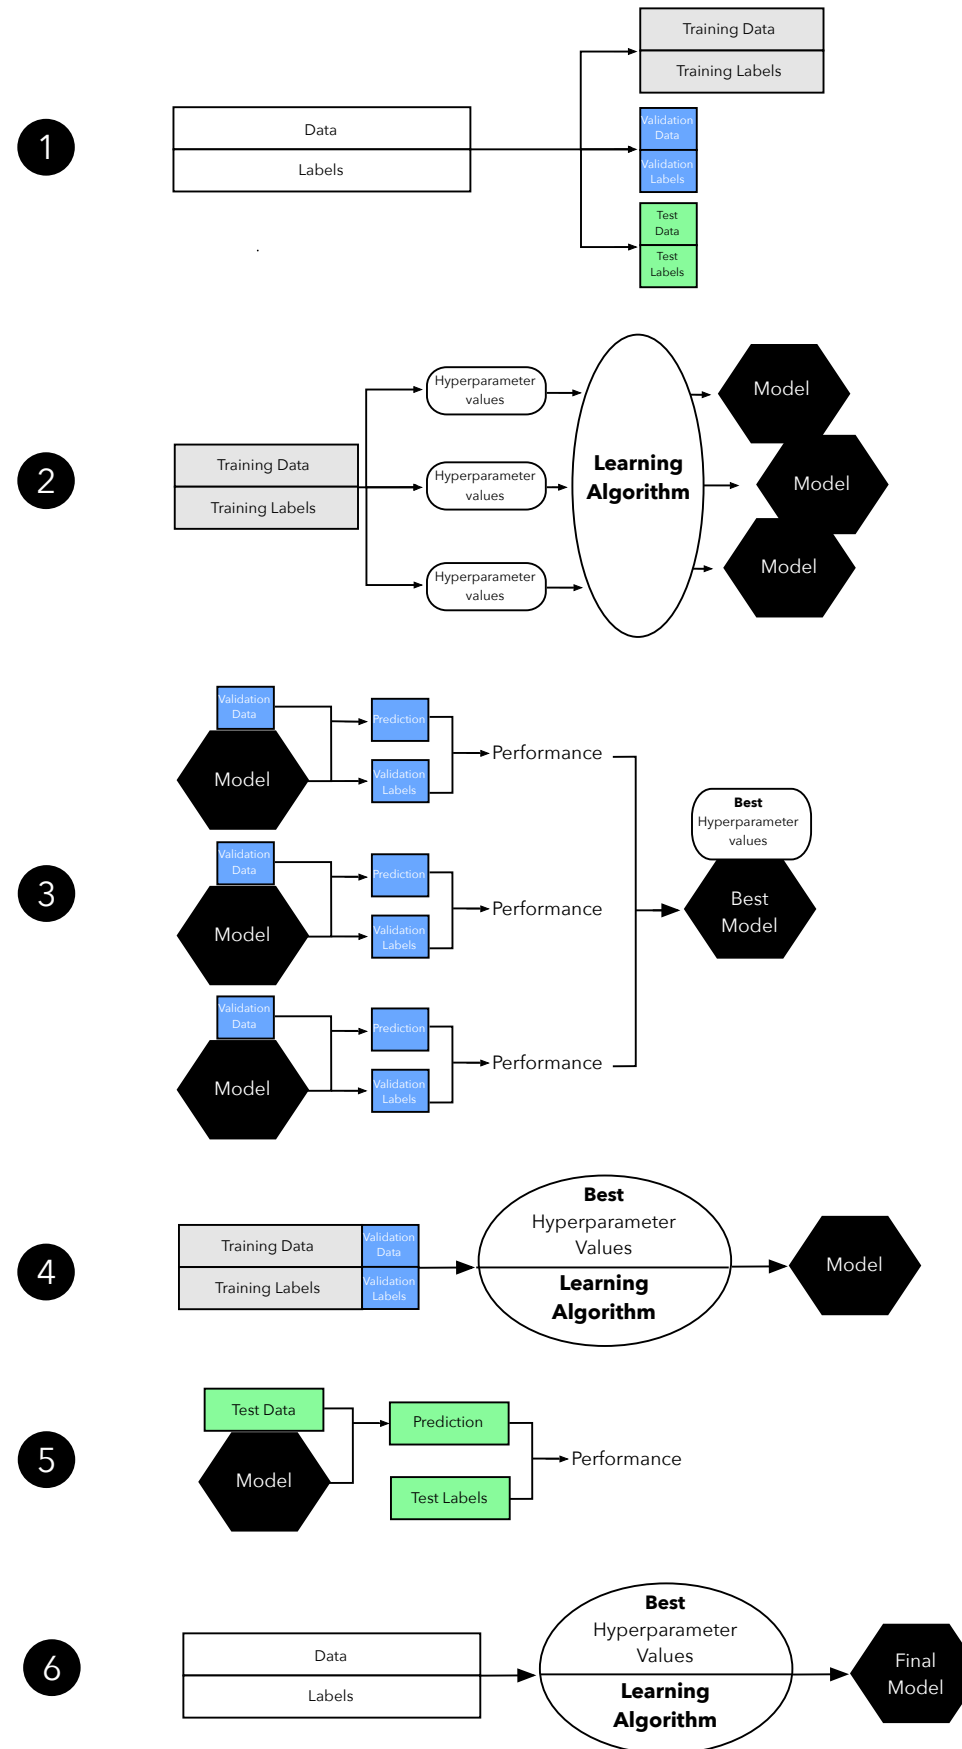 1
Data
Labels
Training Data
Training Labels
Validation
Data
Validation
Labels
Test
Data
Test
Labels
2
Training Data
Training Labels
Hyperparameter
values
Hyperparameter
values
Hyperparameter
values
Learning
Algorithm
Model
Model
Model
3
Validation
Data
Model
Prediction
Validation
Labels
Performance
Validation
Data
Model
Prediction
Validation
Labels
Performance
Validation
Data
Model
Prediction
Validation
Labels
Performance
Best
Hyperparameter
values
Best
Model
4
Training Data
Training Labels
Validation
Data
Validation
Labels
Best
Hyperparameter
Values
Learning
Algorithm
Model
5
Test Data
Model
Prediction
Test Labels
Performance
6
Data
Labels
Best
Hyperparameter
Values
Learning
Algorithm
Final
Model